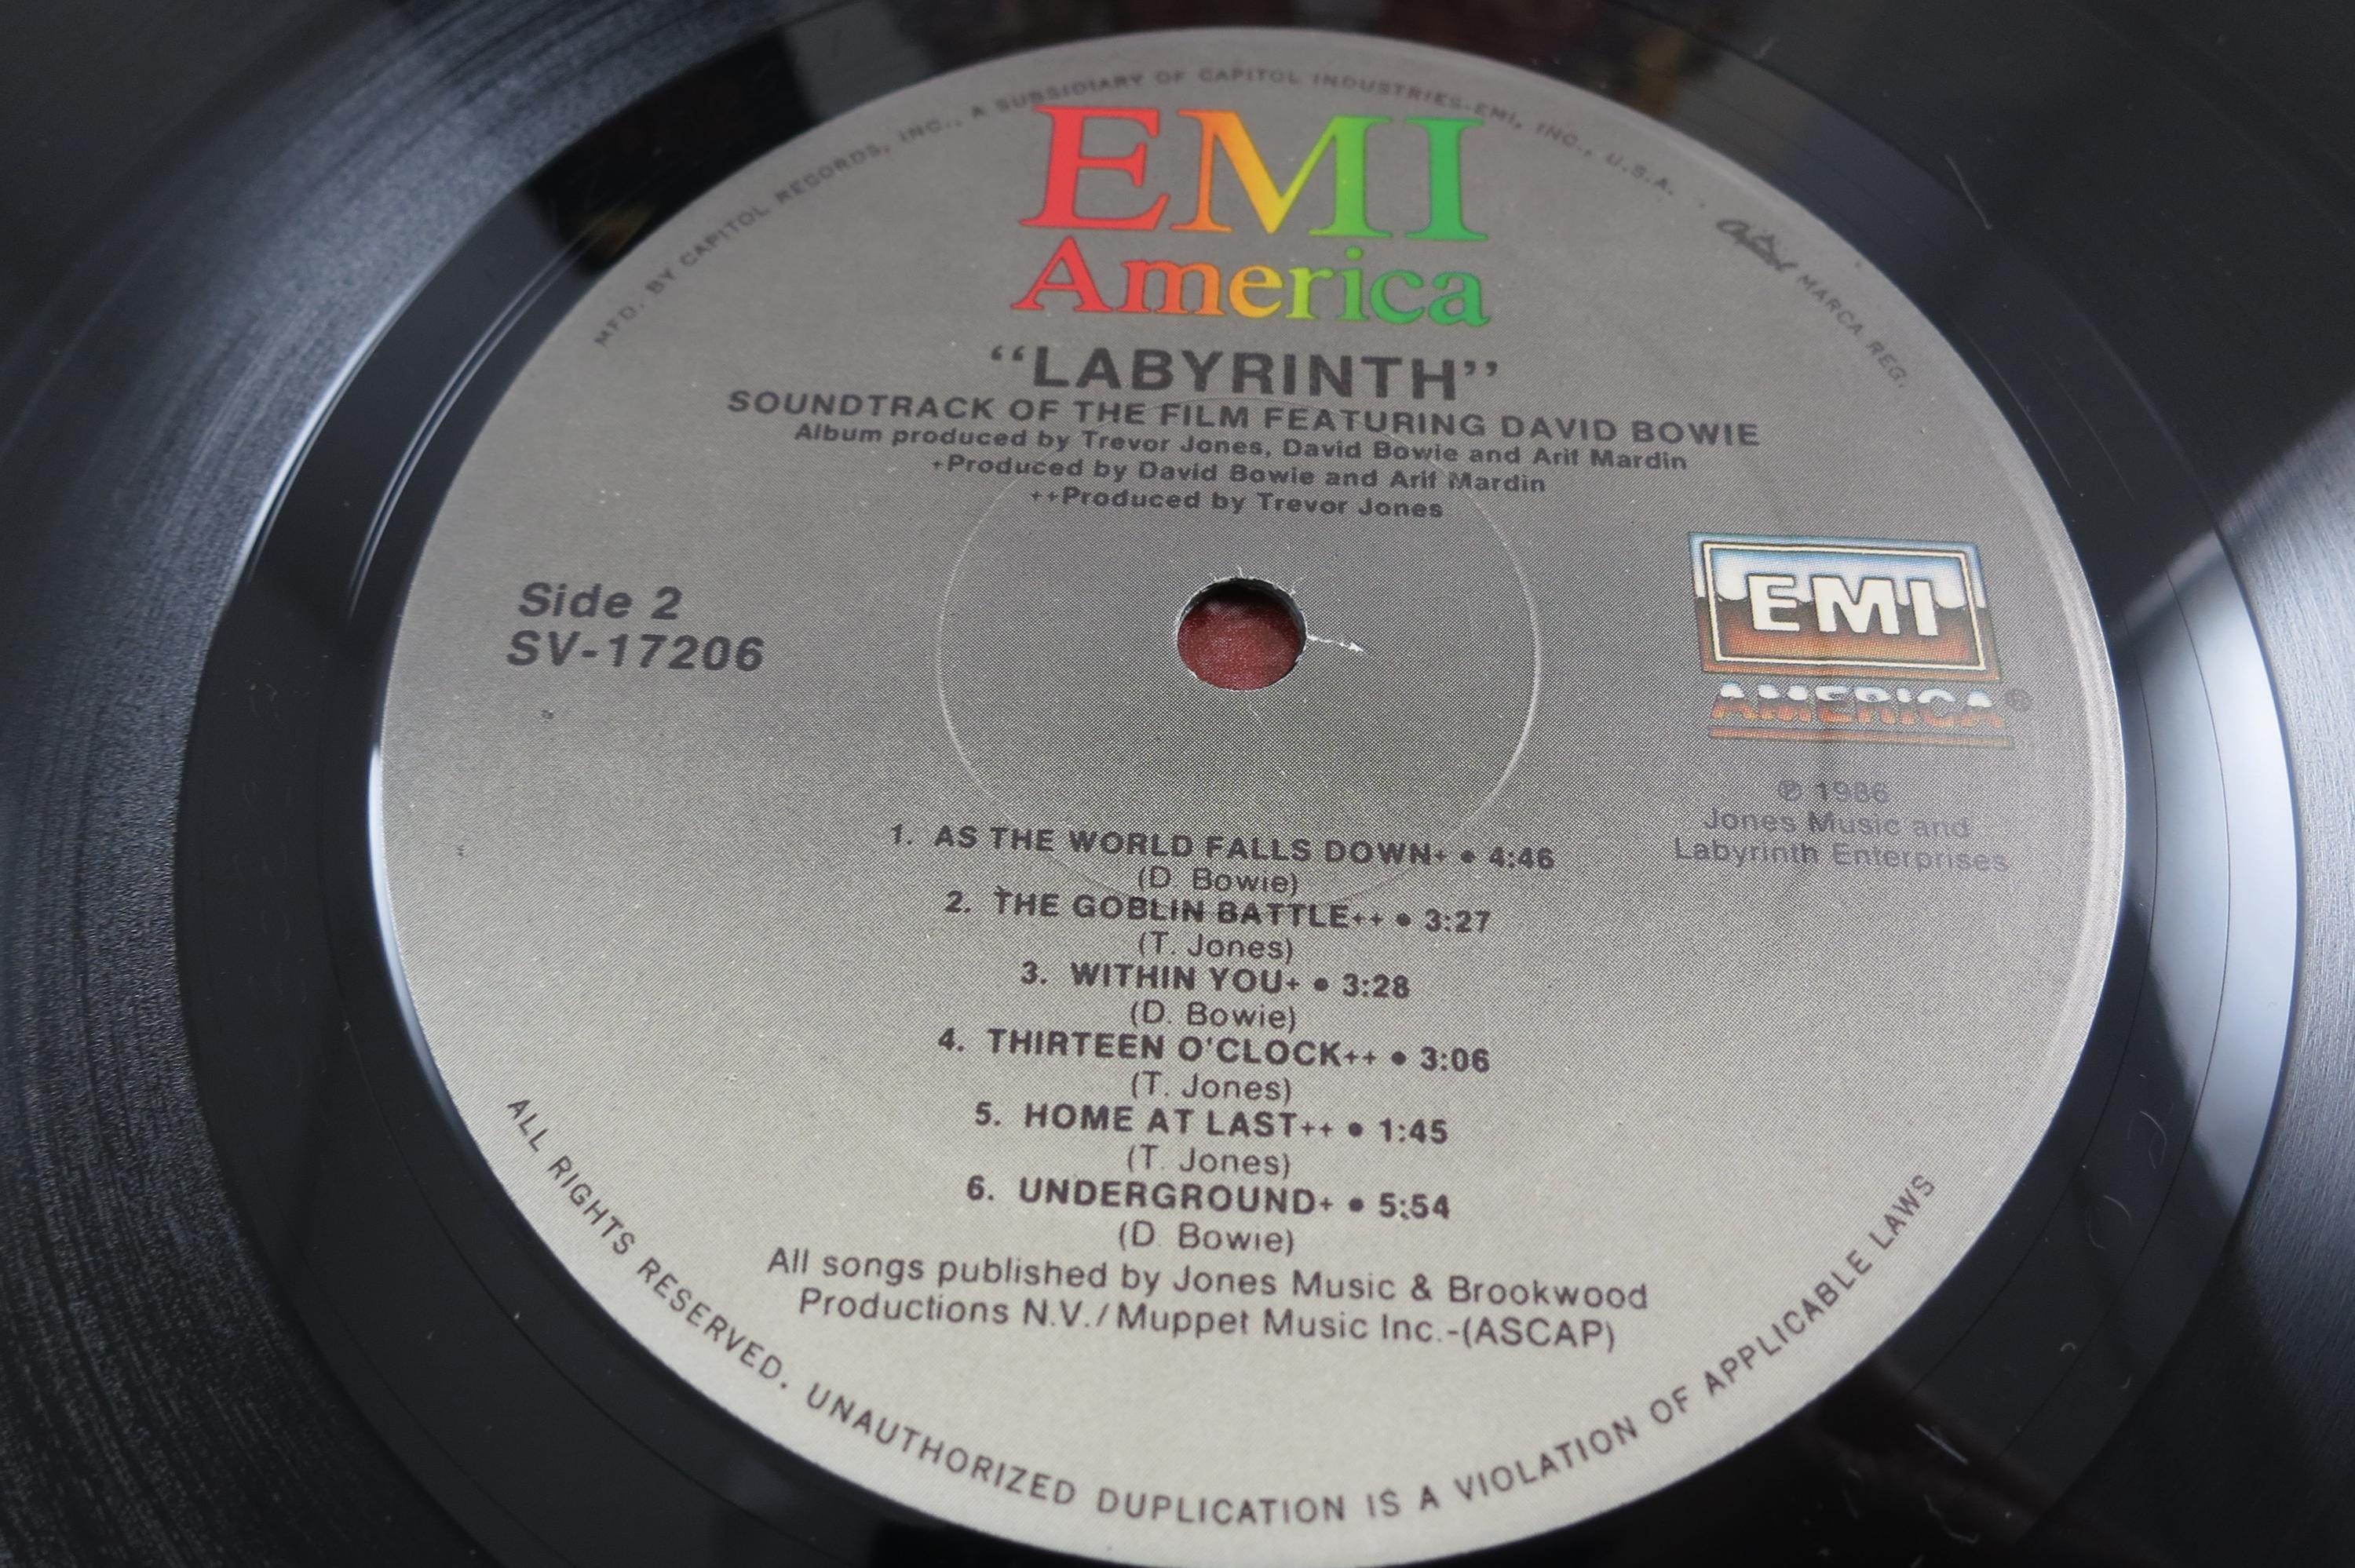 MFD. BY CAPITOL RECORDS, INC., A SUBSIDIARY OF CAPITOL INDUSTRIES-EMI, INC., U.S.A. · Capitol MARCA REG.
EMI
America
“LABYRINTH”
SOUNDTRACK OF THE FILM FEATURING DAVID BOWIE
Album produced by Trevor Jones, David Bowie and Arif Mardin
+Produced by David Bowie and Arif Mardin
++Produced by Trevor Jones
Side 2
SV-17206
EMI
AMERICA®
℗ 1986
Jones Music and
Labyrinth Enterprises
1. AS THE WORLD FALLS DOWN+ • 4:46
(D. Bowie)
2. THE GOBLIN BATTLE++ • 3:27
(T. Jones)
3. WITHIN YOU+ • 3:28
(D. Bowie)
4. THIRTEEN O'CLOCK++ • 3:06
(T. Jones)
5. HOME AT LAST++ • 1:45
(T. Jones)
6. UNDERGROUND+ • 5:54
(D. Bowie)
All songs published by Jones Music & Brookwood
Productions N.V./Muppet Music Inc.-(ASCAP)
ALL RIGHTS RESERVED. UNAUTHORIZED DUPLICATION IS A VIOLATION OF APPLICABLE LAWS